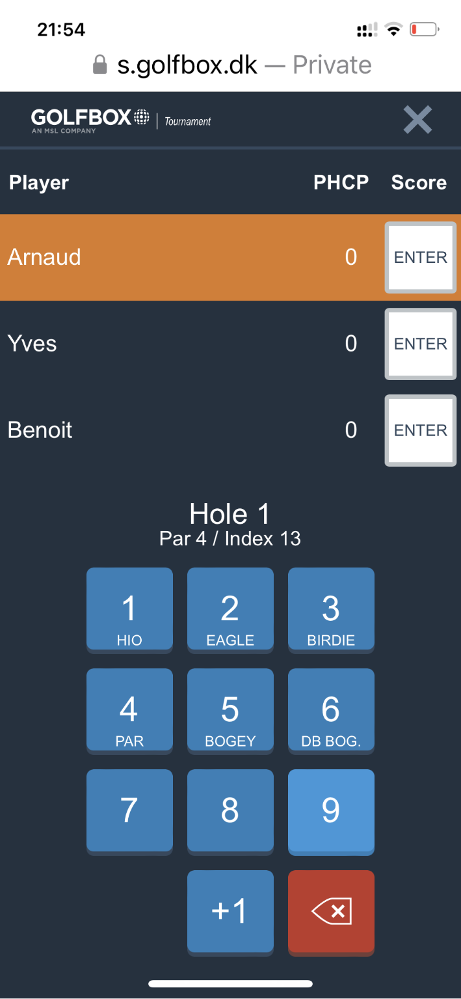 21:54
s.golfbox.dk — Private
GOLFBOX | Tournament
AN MSL COMPANY
Player PHCP Score
Arnaud 0 ENTER
Yves 0 ENTER
Benoit 0 ENTER
Hole 1
Par 4 / Index 13
1 2 3
HIO EAGLE BIRDIE
4 5 6
PAR BOGEY DB BOG.
7 8 9
+1